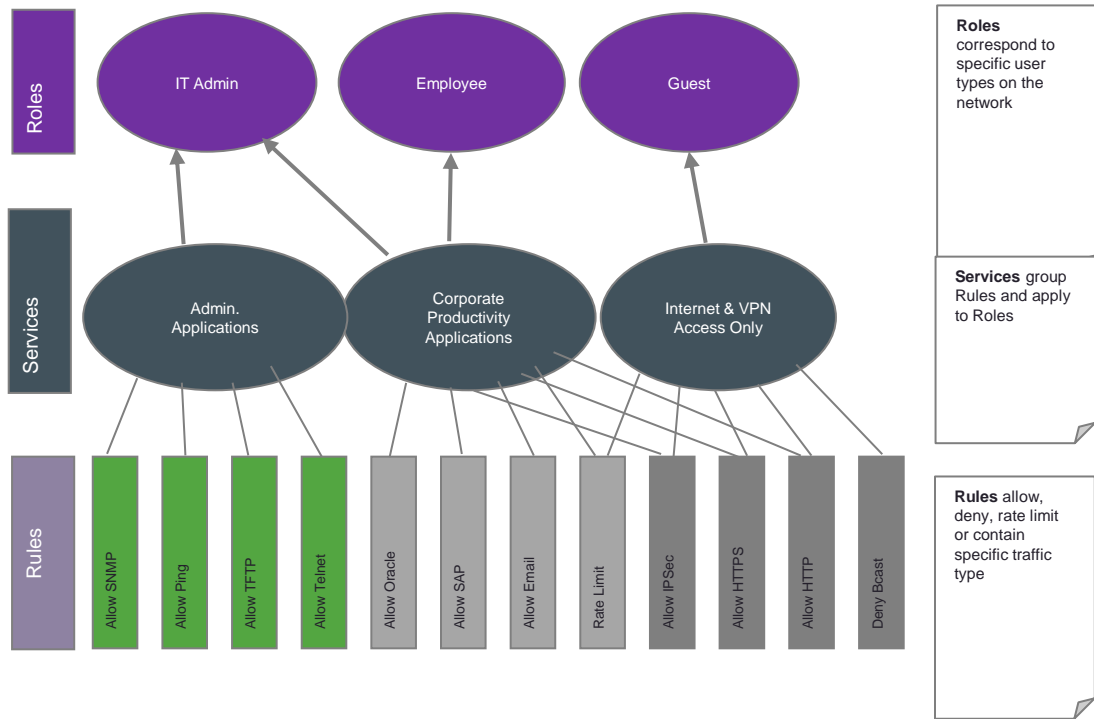 Roles
IT Admin
Employee
Guest
Roles
correspond to
specific user
types on the
network
Services
Admin.
Applications
Corporate
Productivity
Applications
Internet & VPN
Access Only
Services group
Rules and apply
to Roles
Rules
Allow SNMP
Allow Ping
Allow TFTP
Allow Telnet
Allow Oracle
Allow SAP
Allow Email
Rate Limit
Allow IPSec
Allow HTTPS
Allow HTTP
Deny Bcast
Rules allow,
deny, rate limit
or contain
specific traffic
type